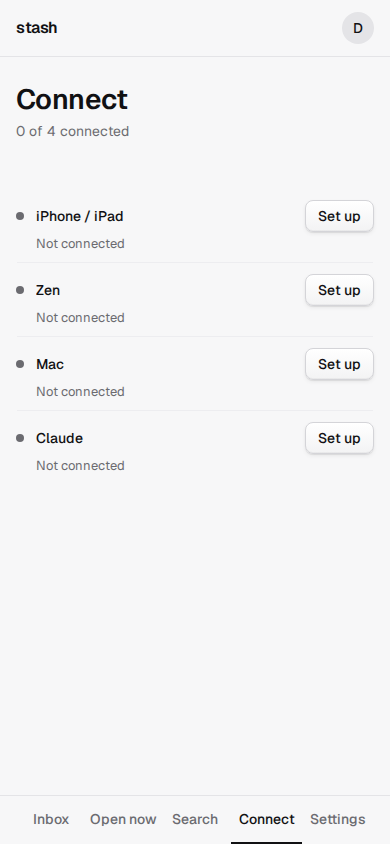 stash
D
Connect
0 of 4 connected
iPhone / iPad
Set up
Not connected
Zen
Set up
Not connected
Mac
Set up
Not connected
Claude
Set up
Not connected
Inbox Open now Search Connect Settings